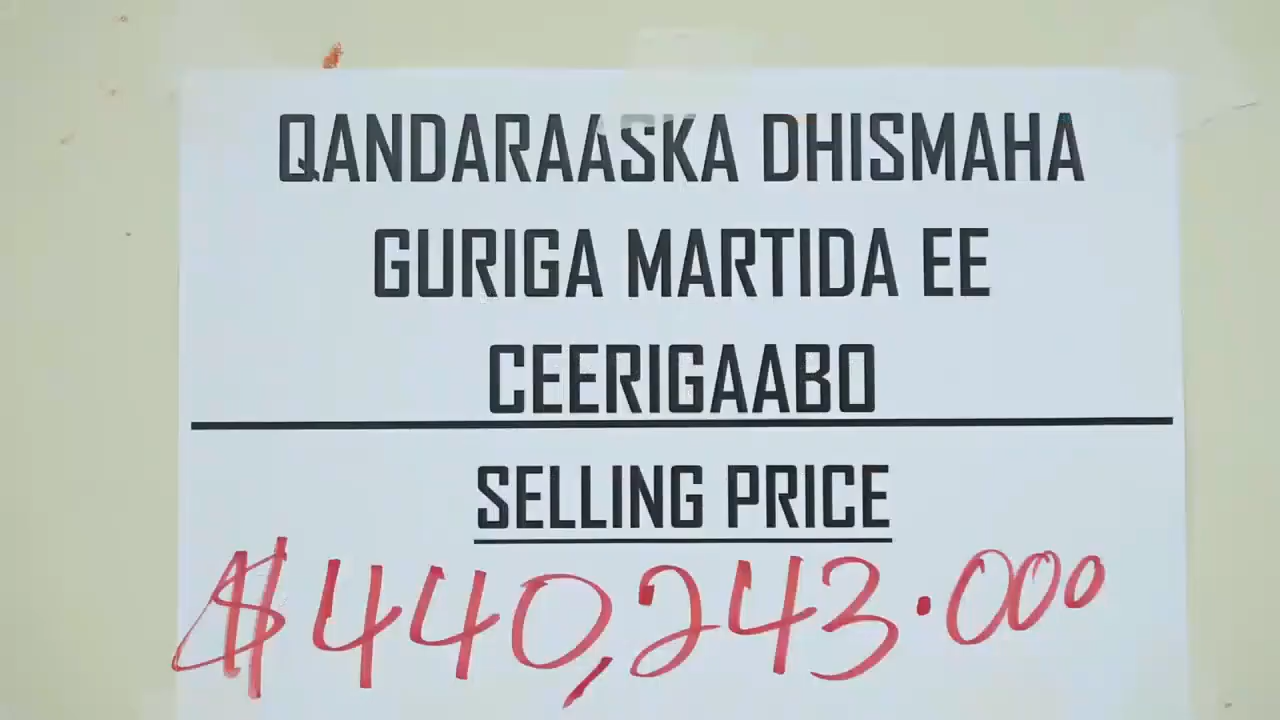 QANDARAASKA DHISMAHA
GURIGA MARTIDA EE
CEERIGAABO
SELLING PRICE
$440,243.000